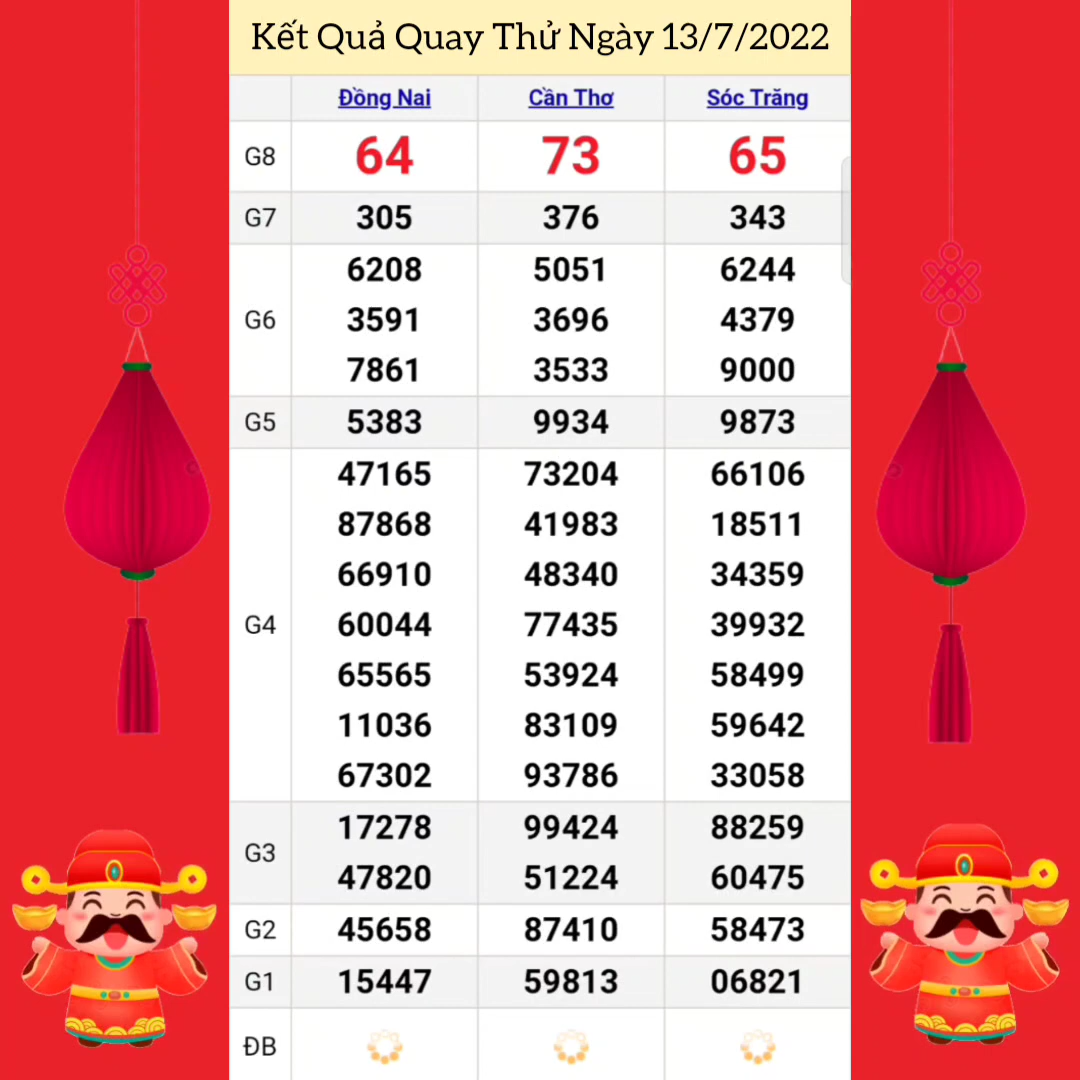 Kết Quả Quay Thử Ngày 13/7/2022
Đồng Nai Cần Thơ Sóc Trăng
G8 64 73 65
G7 305 376 343
6208 5051 6244
G6 3591 3696 4379
7861 3533 9000
G5 5383 9934 9873
47165 73204 66106
87868 41983 18511
66910 48340 34359
G4 60044 77435 39932
65565 53924 58499
11036 83109 59642
67302 93786 33058
G3
17278 99424 88259
47820 51224 60475
G2 45658 87410 58473
G1 15447 59813 06821
ĐB